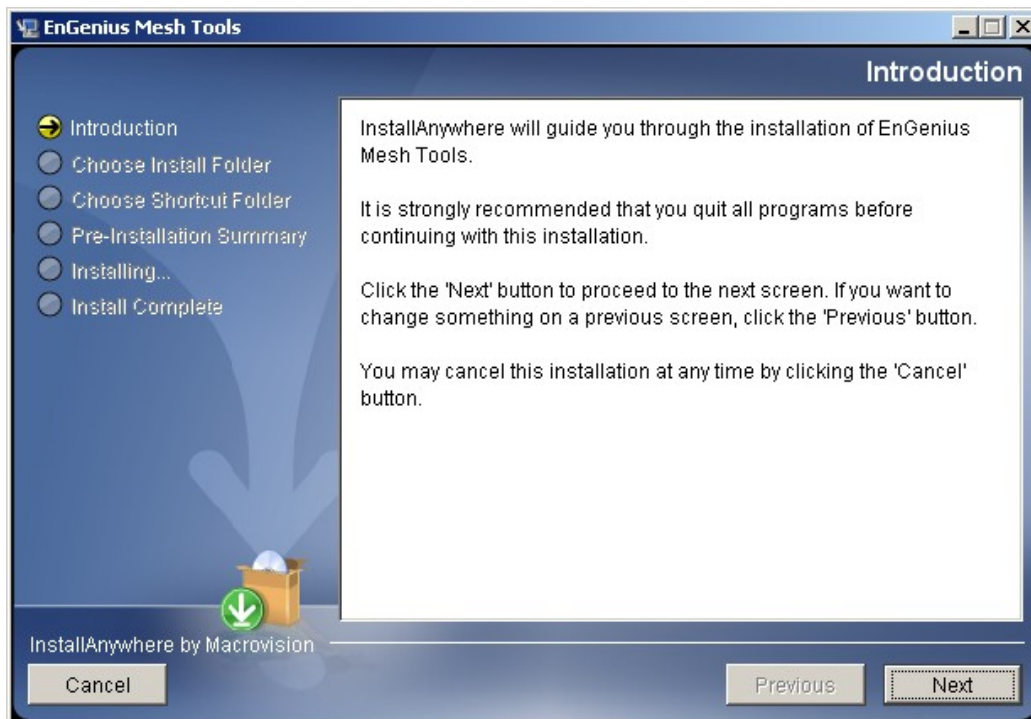 EnGenius Mesh Tools
Introduction
Introduction
Choose Install Folder
Choose Shortcut Folder
Pre-Installation Summary
Installing...
Install Complete
InstallAnywhere will guide you through the installation of EnGenius
Mesh Tools.
It is strongly recommended that you quit all programs before
continuing with this installation.
Click the 'Next' button to proceed to the next screen. If you want to
change something on a previous screen, click the 'Previous' button.
You may cancel this installation at any time by clicking the 'Cancel'
button.
InstallAnywhere by Macrovision
Cancel
Previous
Next